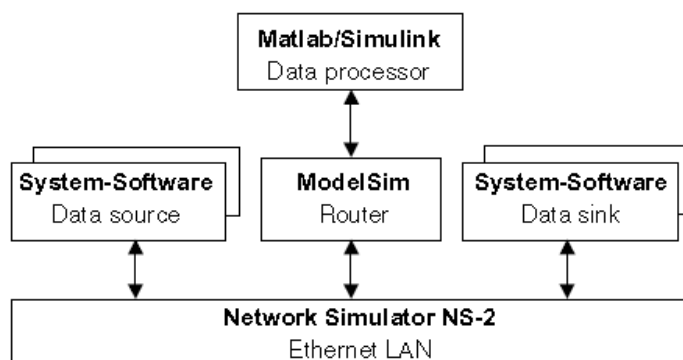 Matlab/Simulink
Data processor
System-Software
Data source
ModelSim
Router
System-Software
Data sink
Network Simulator NS-2
Ethernet LAN